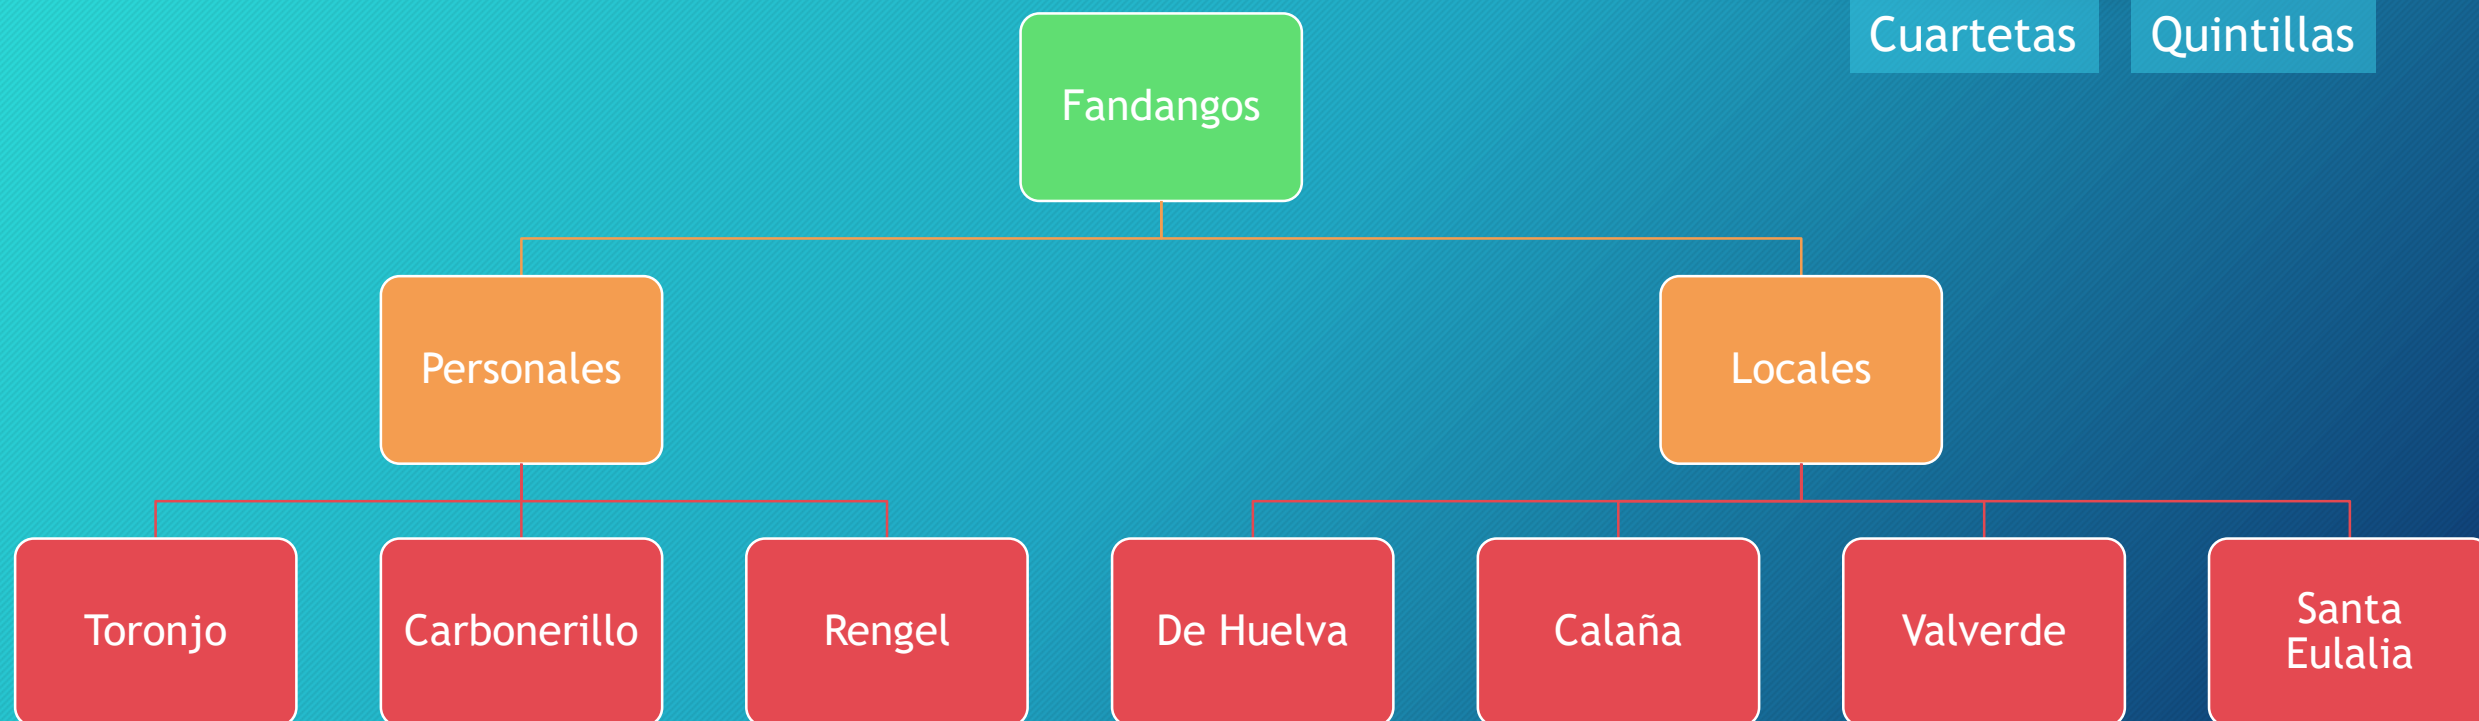 Cuartetas
Quintillas
Fandangos
Personales
Locales
Toronjo
Carbonerillo
Rengel
De Huelva
Calaña
Valverde
Santa
Eulalia